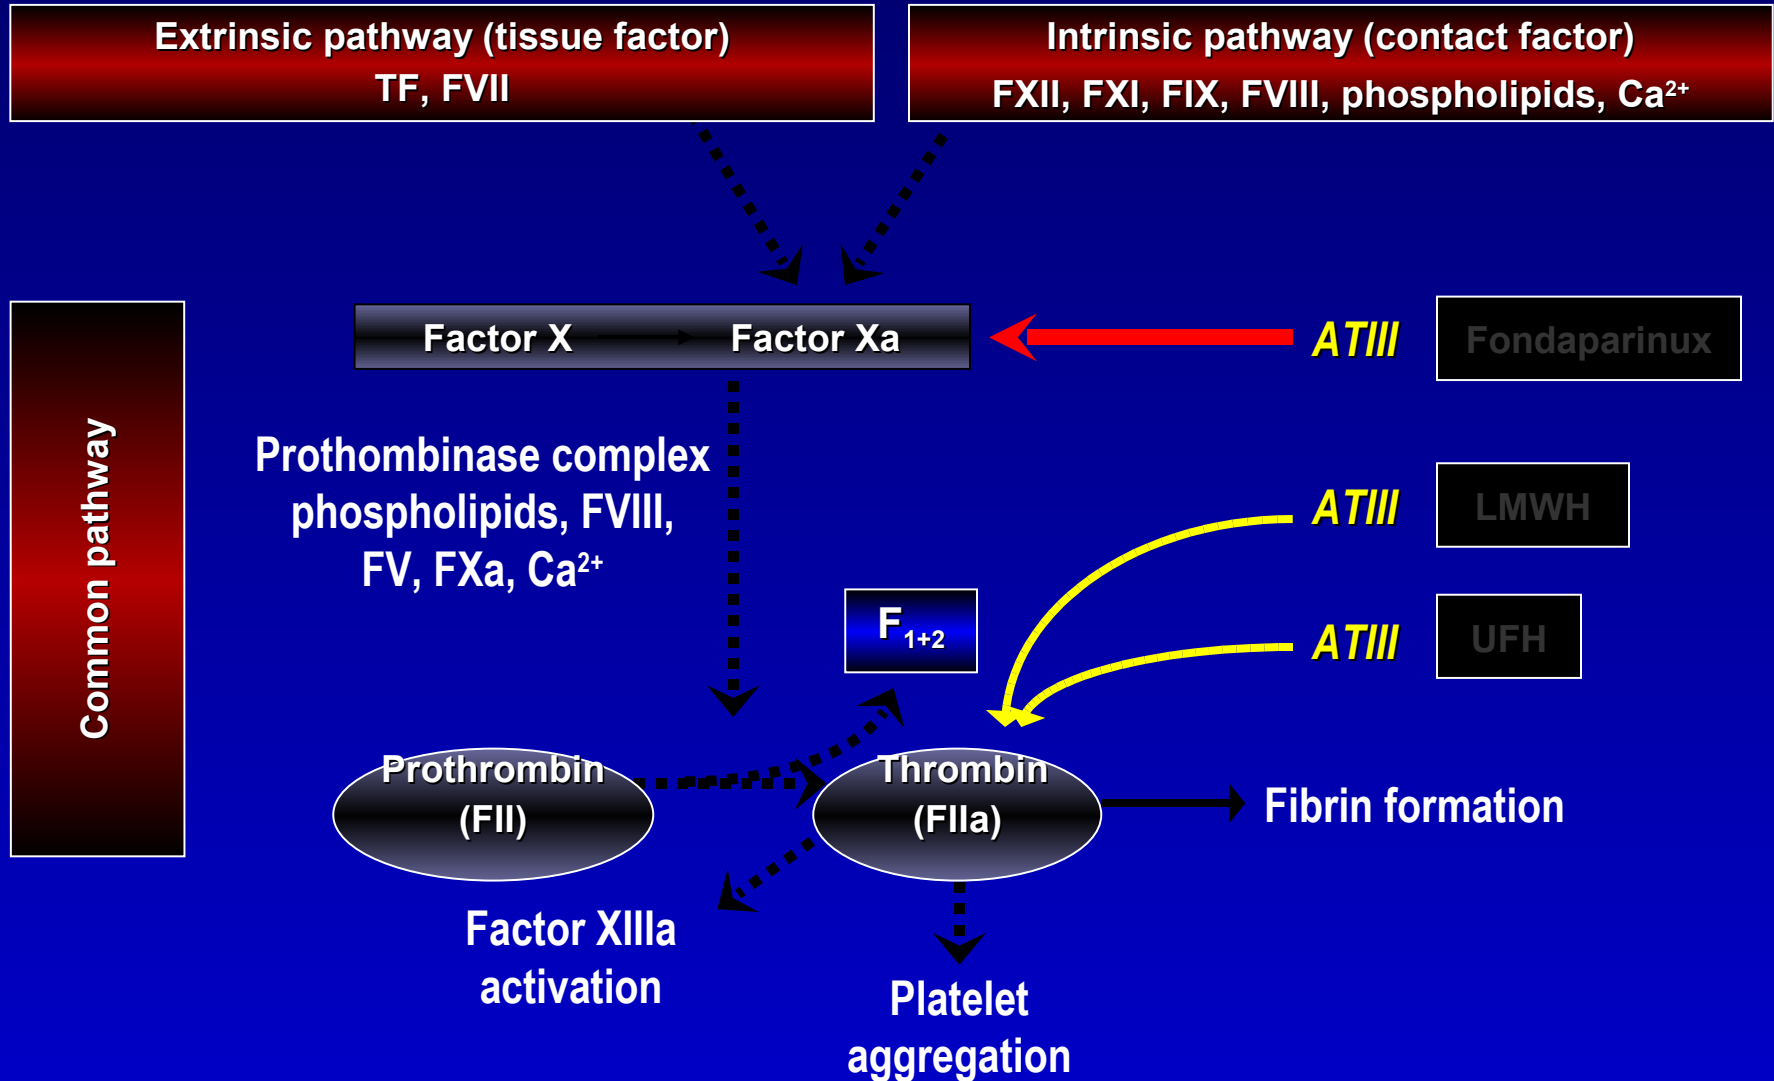 Extrinsic pathway (tissue factor)
TF, FVII
Intrinsic pathway (contact factor)
FXII, FXI, FIX, FVIII, phospholipids, Ca²⁺
Common pathway
Factor X
Factor Xa
ATIII
Fondaparinux
Prothombinase complex
phospholipids, FVIII,
FV, FXa, Ca²⁺
ATIII
LMWH
F₁₊₂
ATIII
UFH
Prothrombin
(FII)
Thrombin
(FIIa)
Fibrin formation
Factor XIIIa
activation
Platelet
aggregation